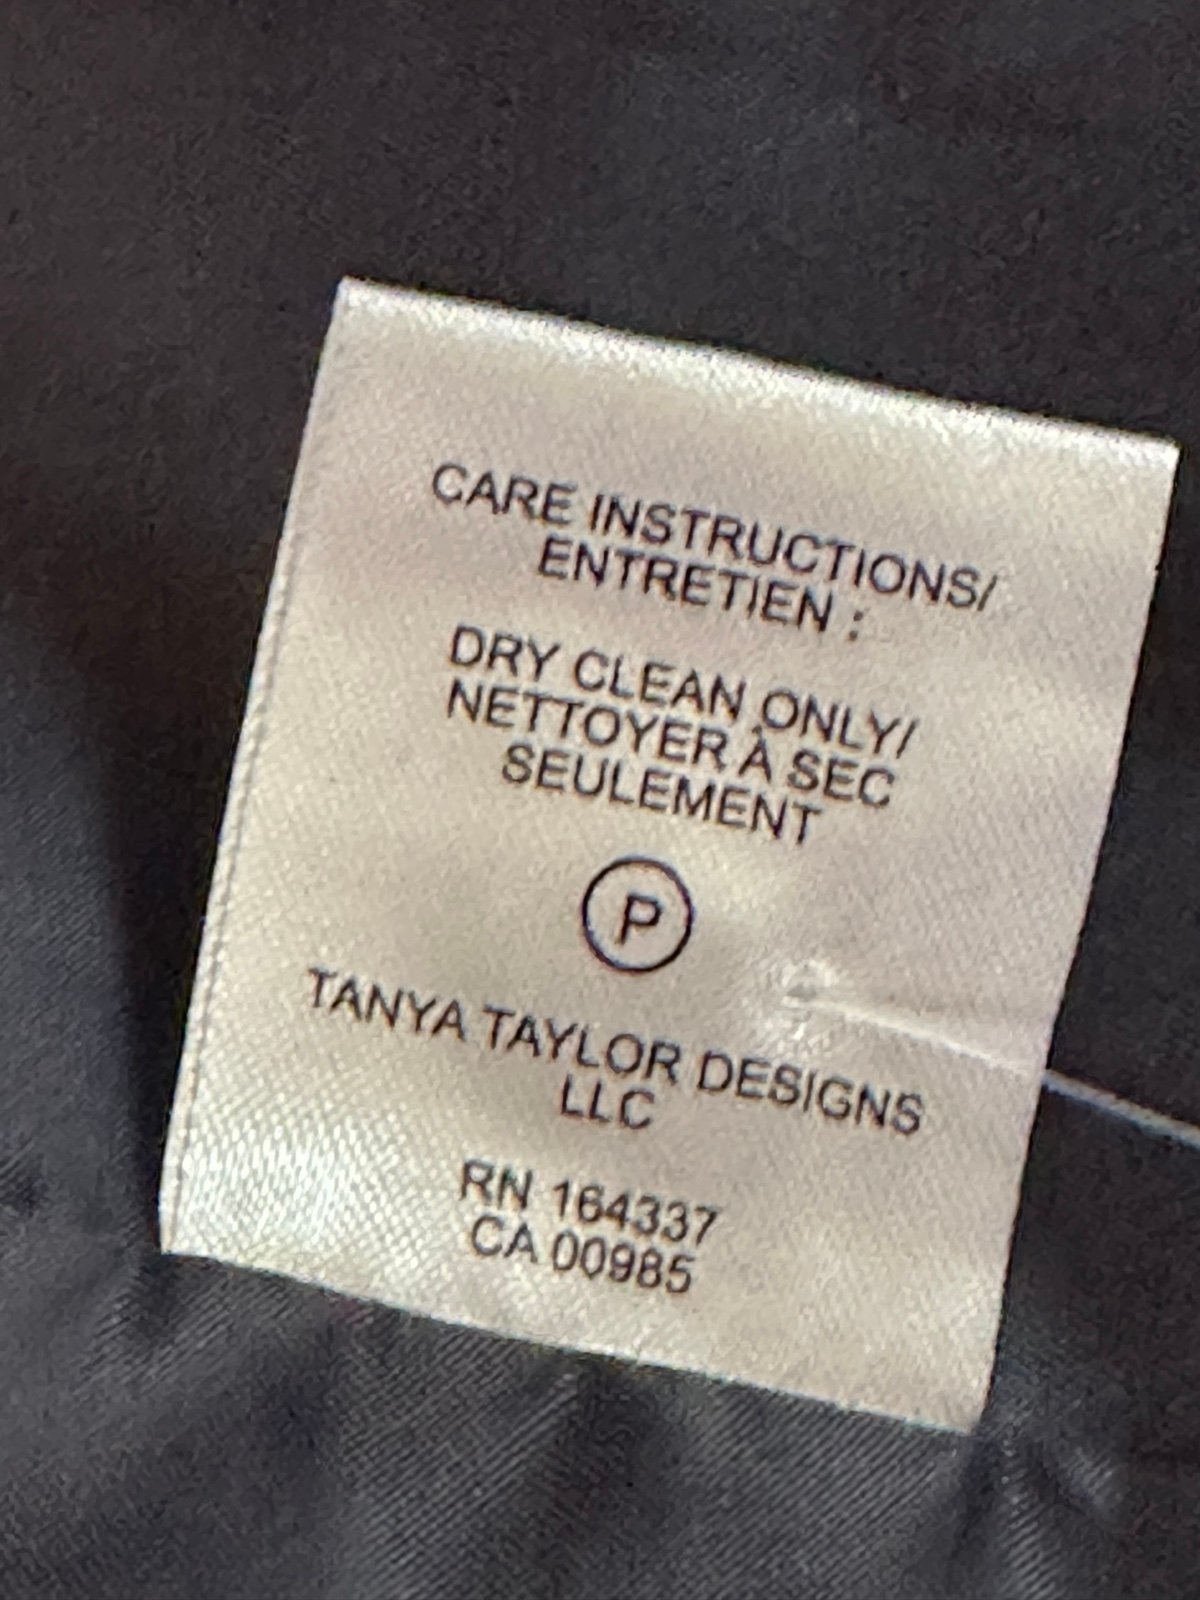 CARE INSTRUCTIONS/
ENTRETIEN :
DRY CLEAN ONLY/
NETTOYER À SEC
SEULEMENT
P
TANYA TAYLOR DESIGNS
LLC
RN 164337
CA 00985